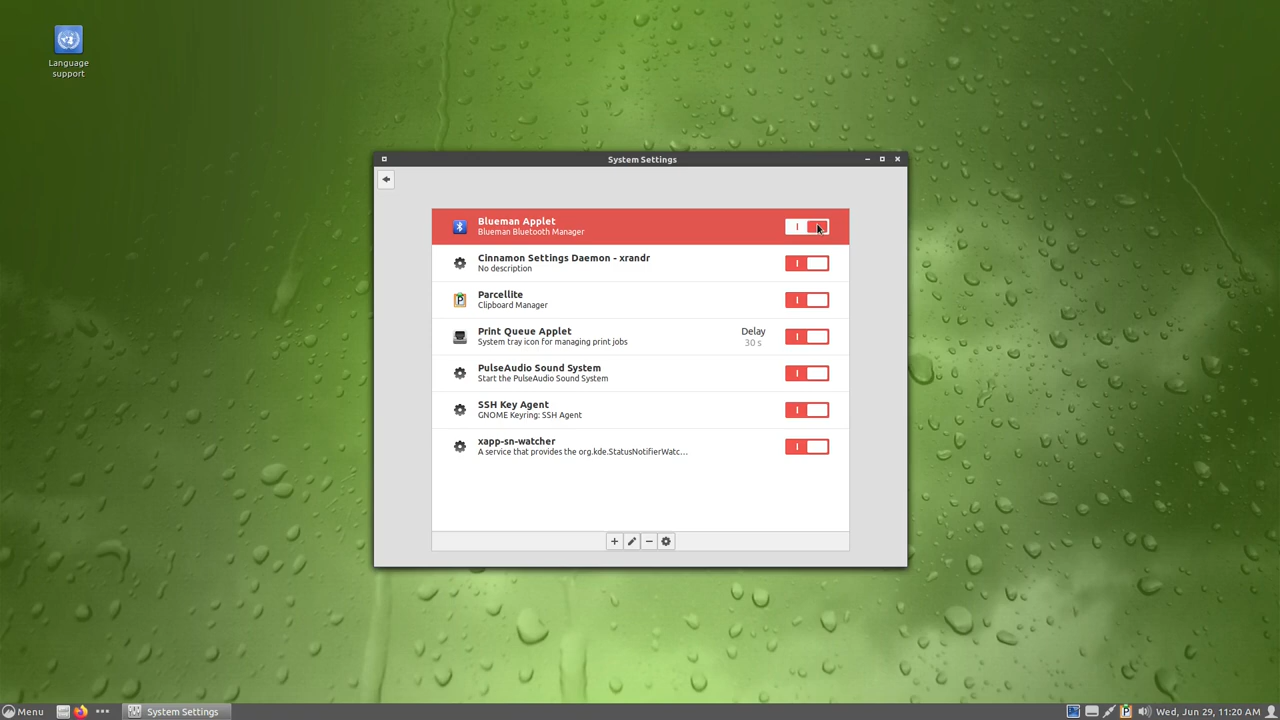 Language
support
System Settings
Blueman Applet
Blueman Bluetooth Manager
Cinnamon Settings Daemon - xrandr
No description
Parcellite
Clipboard Manager
Print Queue Applet
System tray icon for managing print jobs
Delay
30 s
PulseAudio Sound System
Start the PulseAudio Sound System
SSH Key Agent
GNOME Keyring: SSH Agent
xapp-sn-watcher
A service that provides the org.kde.StatusNotifierWatc...
Menu
System Settings
Wed, Jun 29, 11:20 AM